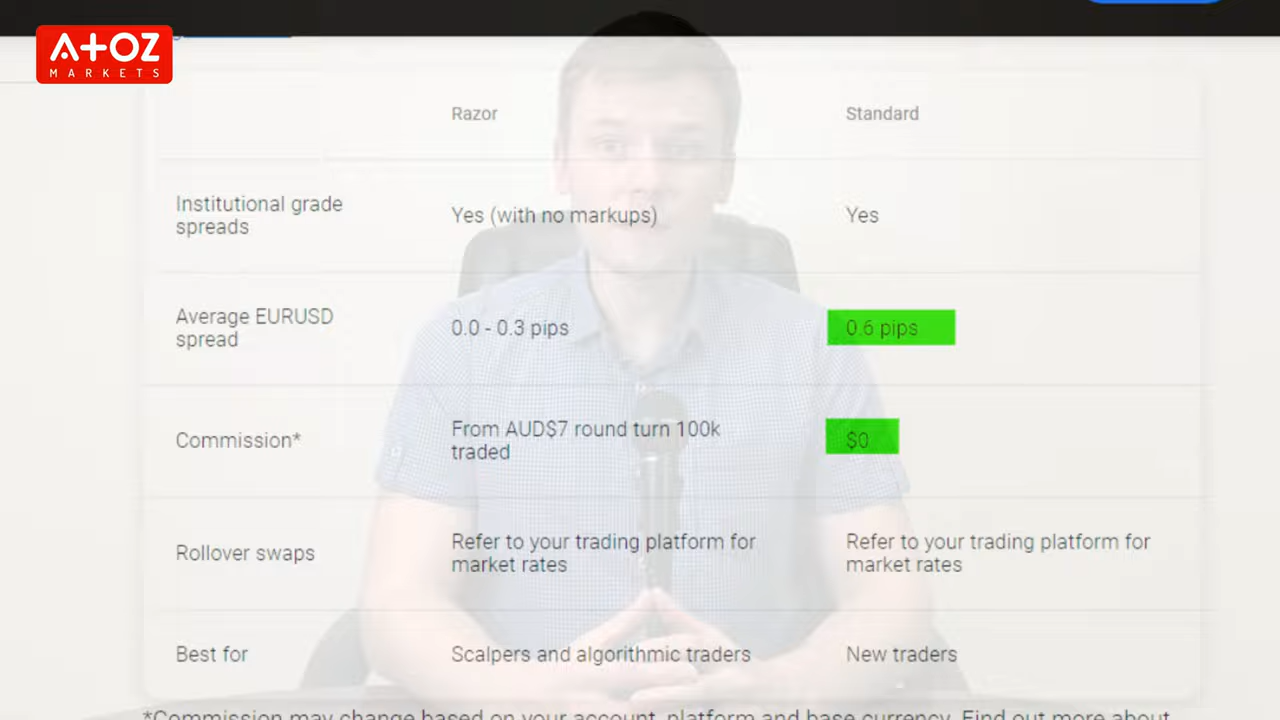 A+OZ
MARKETS
Razor Standard
Institutional grade
spreads
Yes (with no markups) Yes
Average EURUSD
spread
0.0 - 0.3 pips 0.6 pips
Commission*
From AUD$7 round turn 100k
traded
$0
Rollover swaps
Refer to your trading platform for
market rates
Refer to your trading platform for
market rates
Best for Scalpers and algorithmic traders New traders
*Commission may change based on your account, platform and base currency. Find out more about